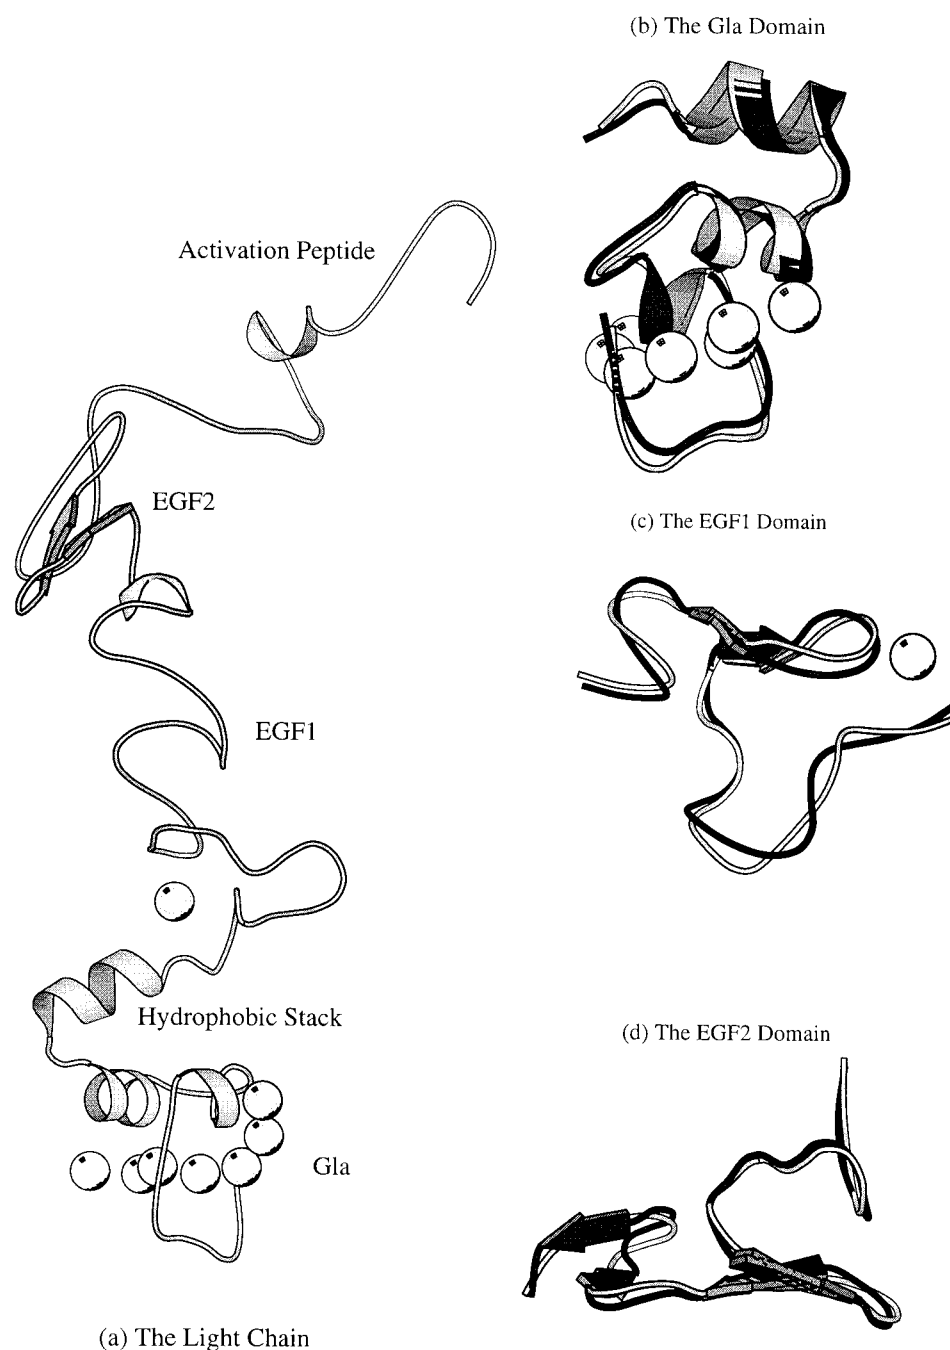 Activation Peptide
EGF2
EGF1
Hydrophobic Stack
Gla
(a) The Light Chain
(b) The Gla Domain
(c) The EGF1 Domain
(d) The EGF2 Domain